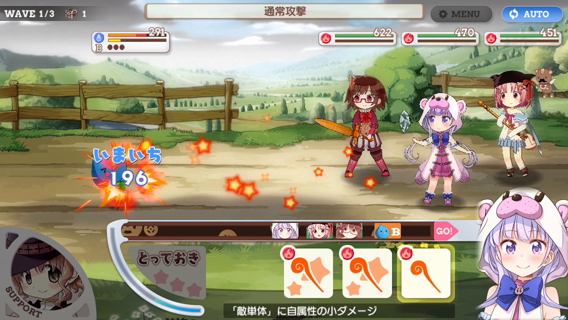 WAVE 1/3
1
通常攻撃
MENU
AUTO
B
291
622
470
451
いまいち
196
B
GO!
とっておき
SUPPORT
「敵単体」に自属性の小ダメージ